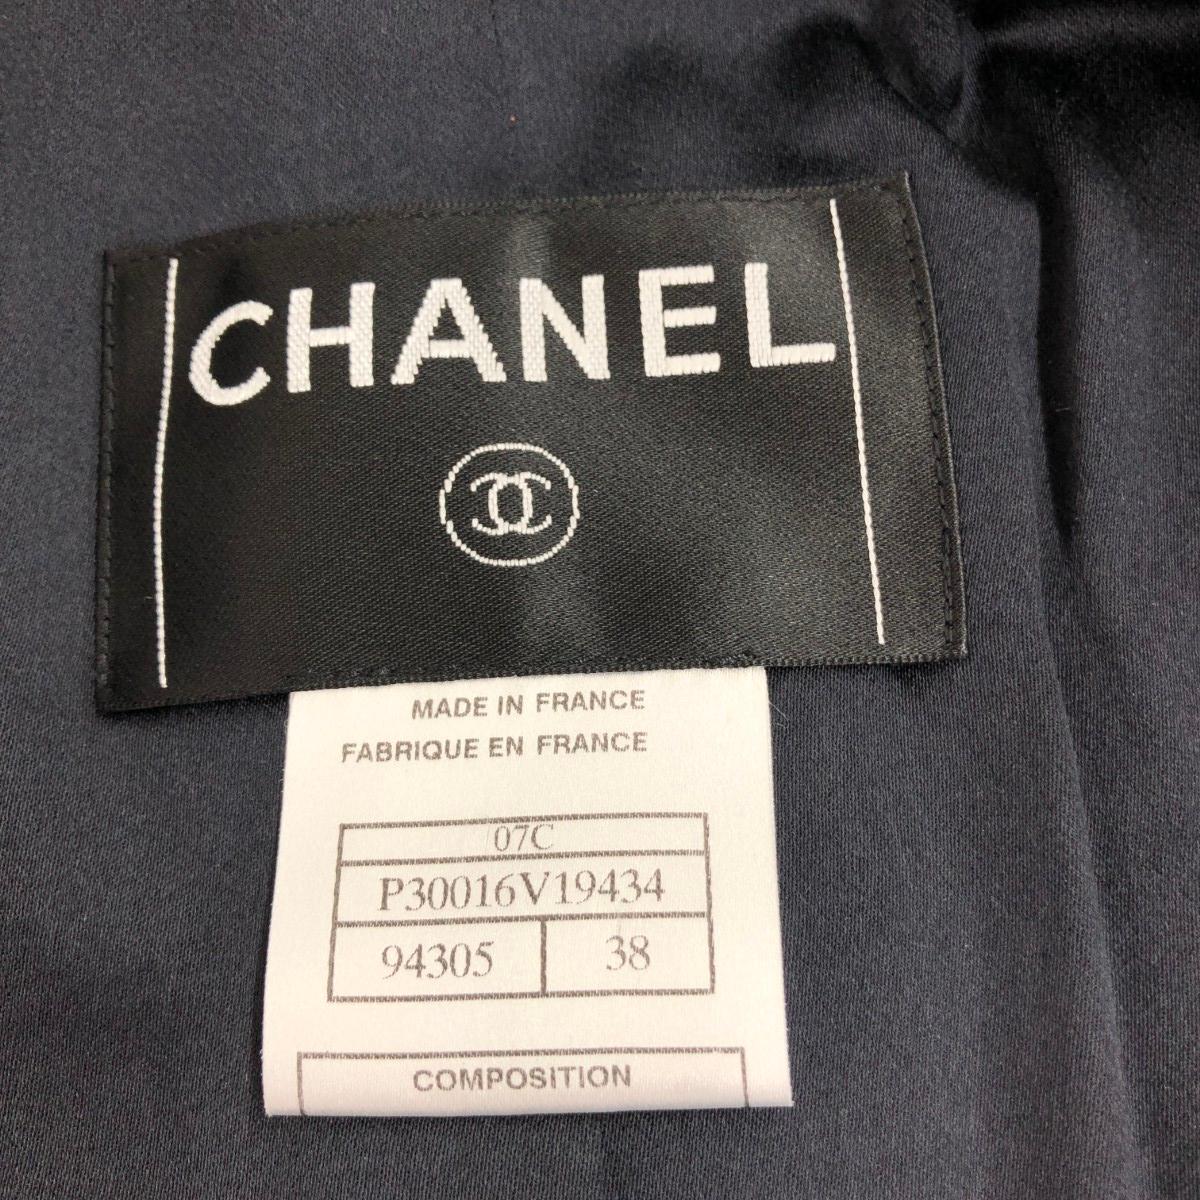 CHANEL
MADE IN FRANCE
FABRIQUE EN FRANCE
07C
P30016V19434
94305 38
COMPOSITION